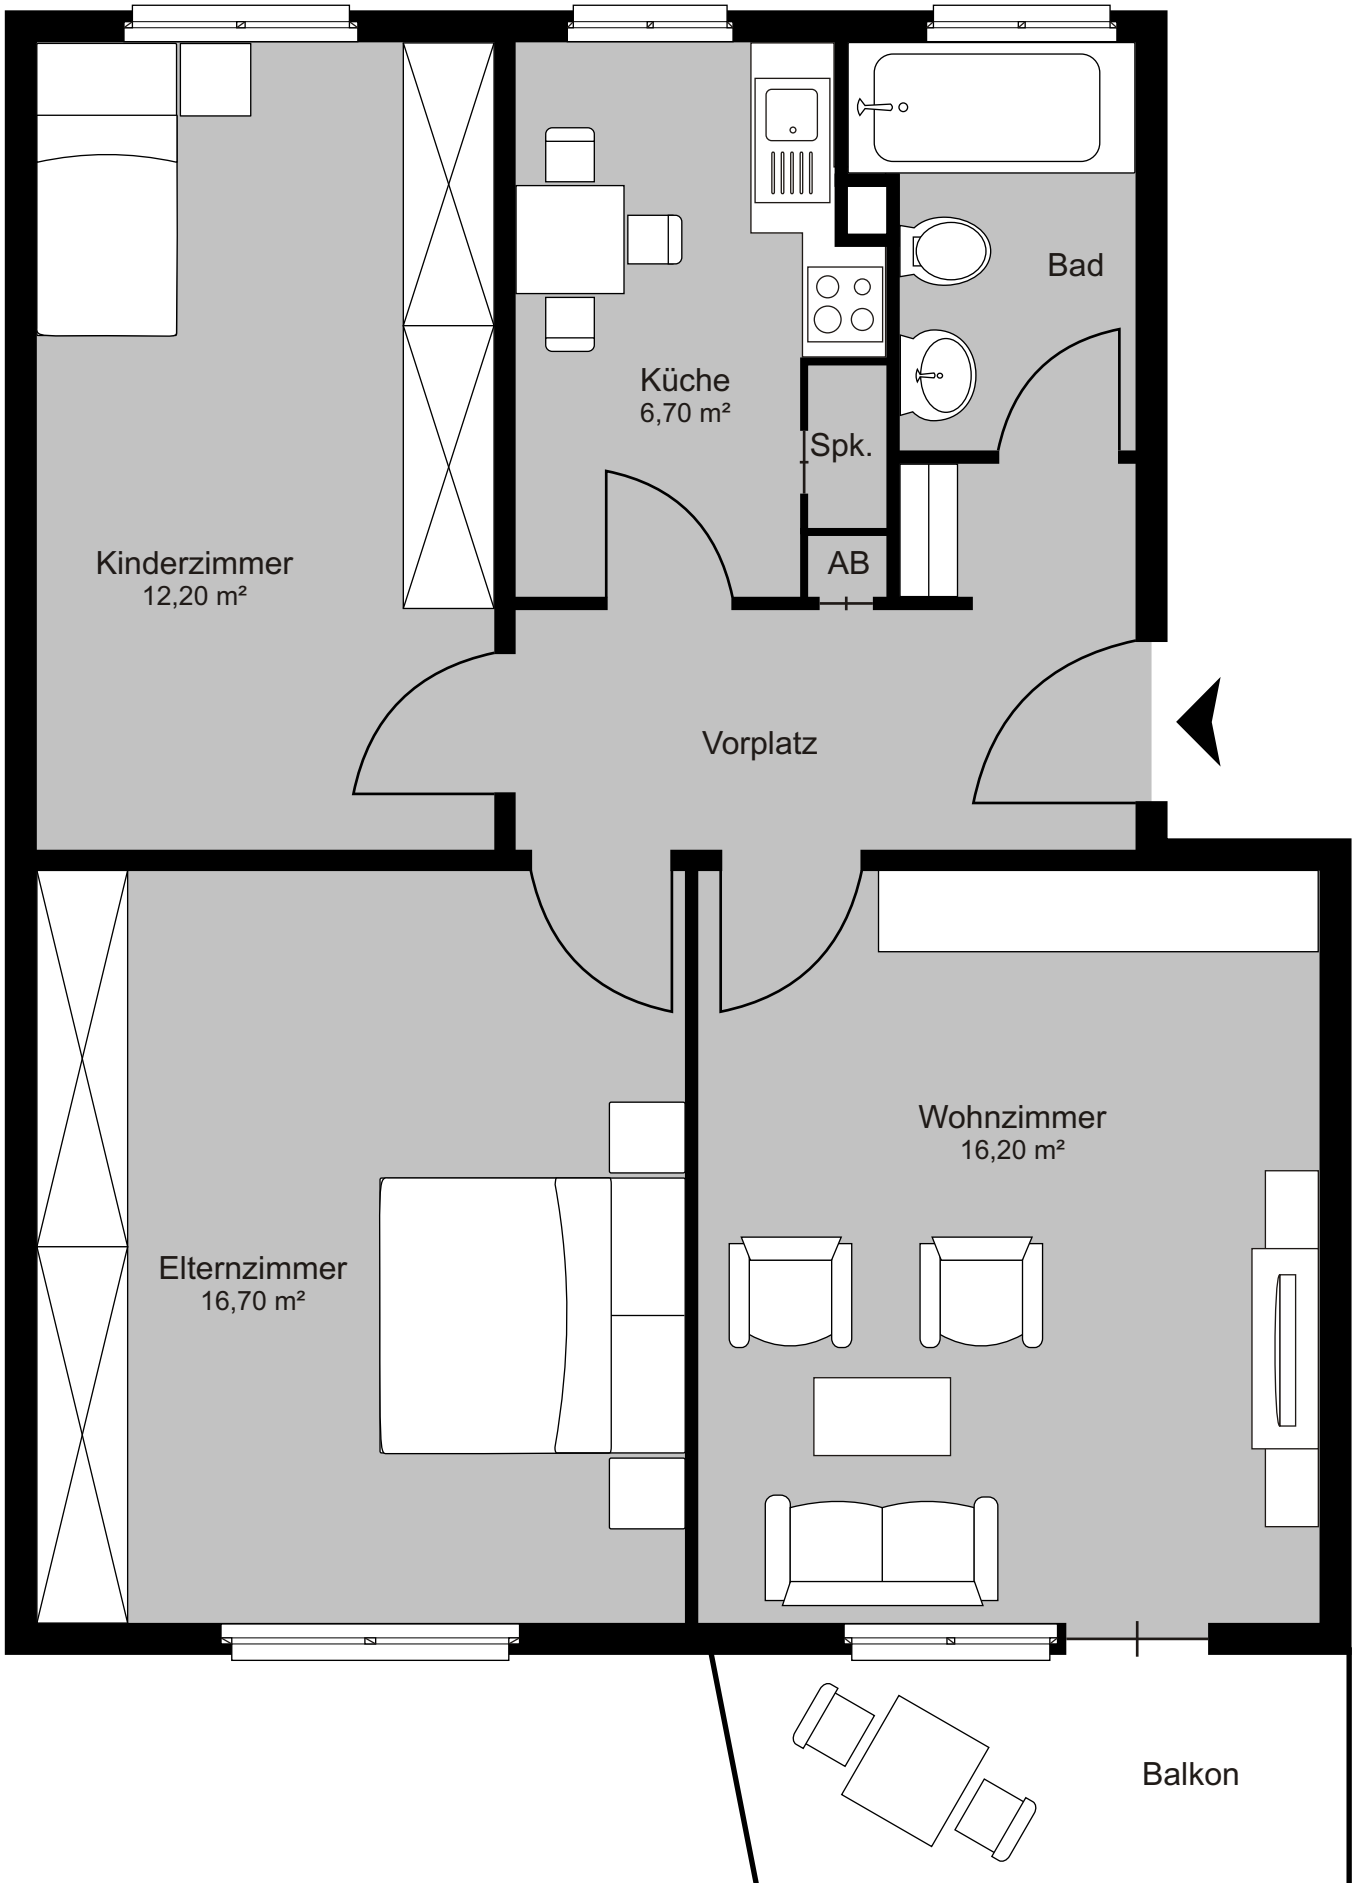 Bad
Küche
6,70 m²
Spk.
Kinderzimmer
12,20 m²
AB
Vorplatz
Wohnzimmer
16,20 m²
Elternzimmer
16,70 m²
Balkon